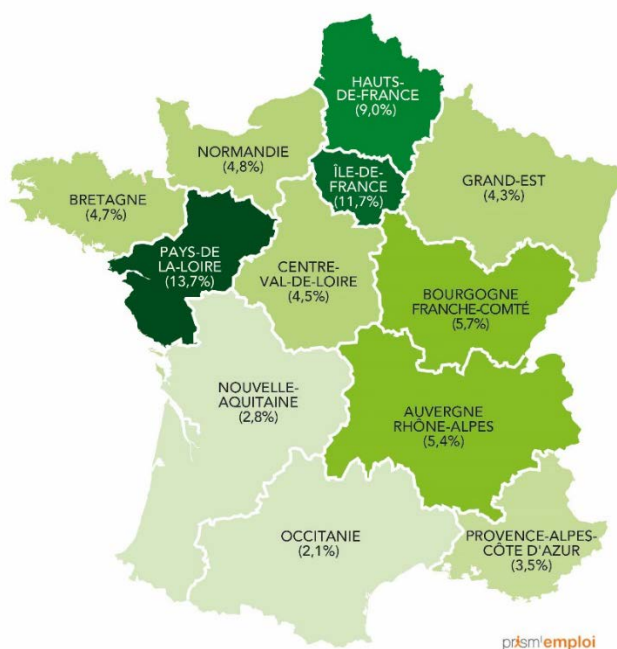 HAUTS-
DE-FRANCE
(9,0%)
NORMANDIE
(4,8%)
ÎLE-DE-
FRANCE
(11,7%)
GRAND-EST
(4,3%)
BRETAGNE
(4,7%)
PAYS-DE
LA-LOIRE
(13,7%)
CENTRE-
VAL-DE-LOIRE
(4,5%)
BOURGOGNE
FRANCHE-COMTÉ
(5,7%)
NOUVELLE-
AQUITAINE
(2,8%)
AUVERGNE
RHÔNE-ALPES
(5,4%)
OCCITANIE
(2,1%)
PROVENCE-ALPES-
CÔTE D'AZUR
(3,5%)
prism'emploi